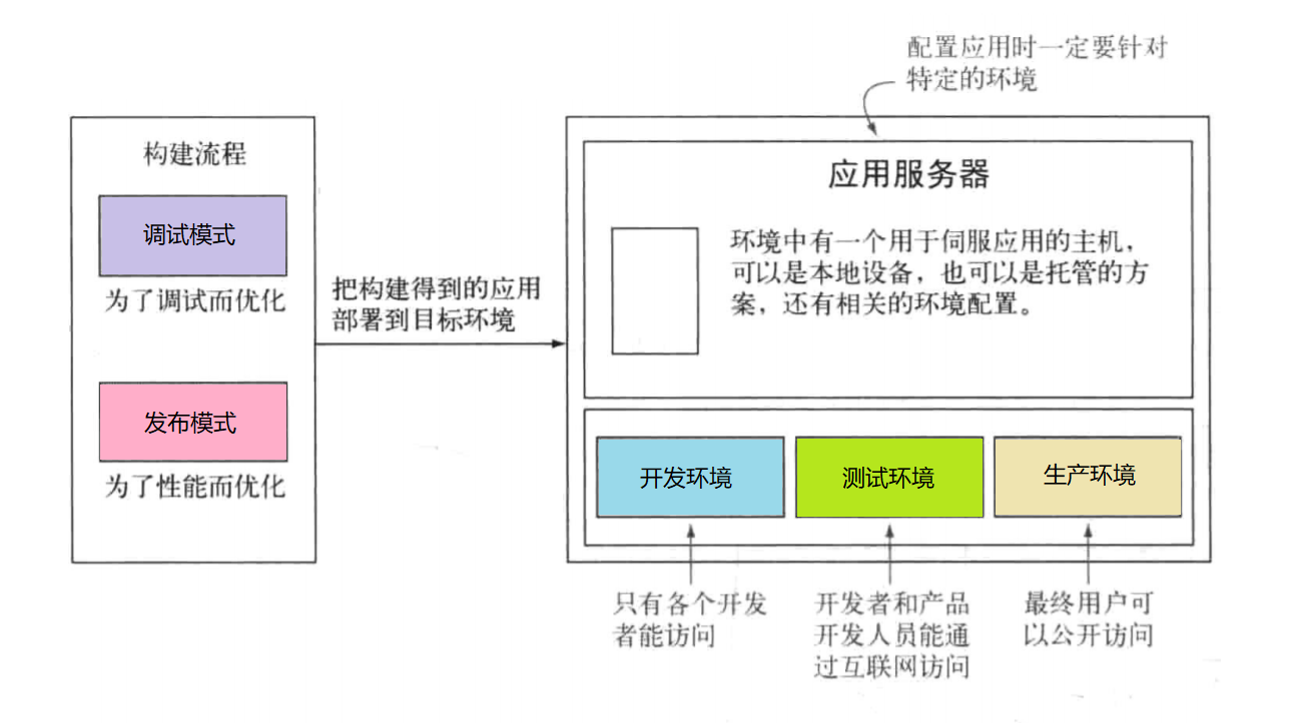 配置应用时一定要针对
特定的环境
构建流程
调试模式
为了调试而优化
发布模式
为了性能而优化
把构建得到的应用
部署到目标环境
应用服务器
环境中有一个用于伺服应用的主机，
可以是本地设备，也可以是托管的方
案，还有相关的环境配置。
开发环境
测试环境
生产环境
只有各个开发
者能访问
开发者和产品
开发人员能通
过互联网访问
最终用户可
以公开访问